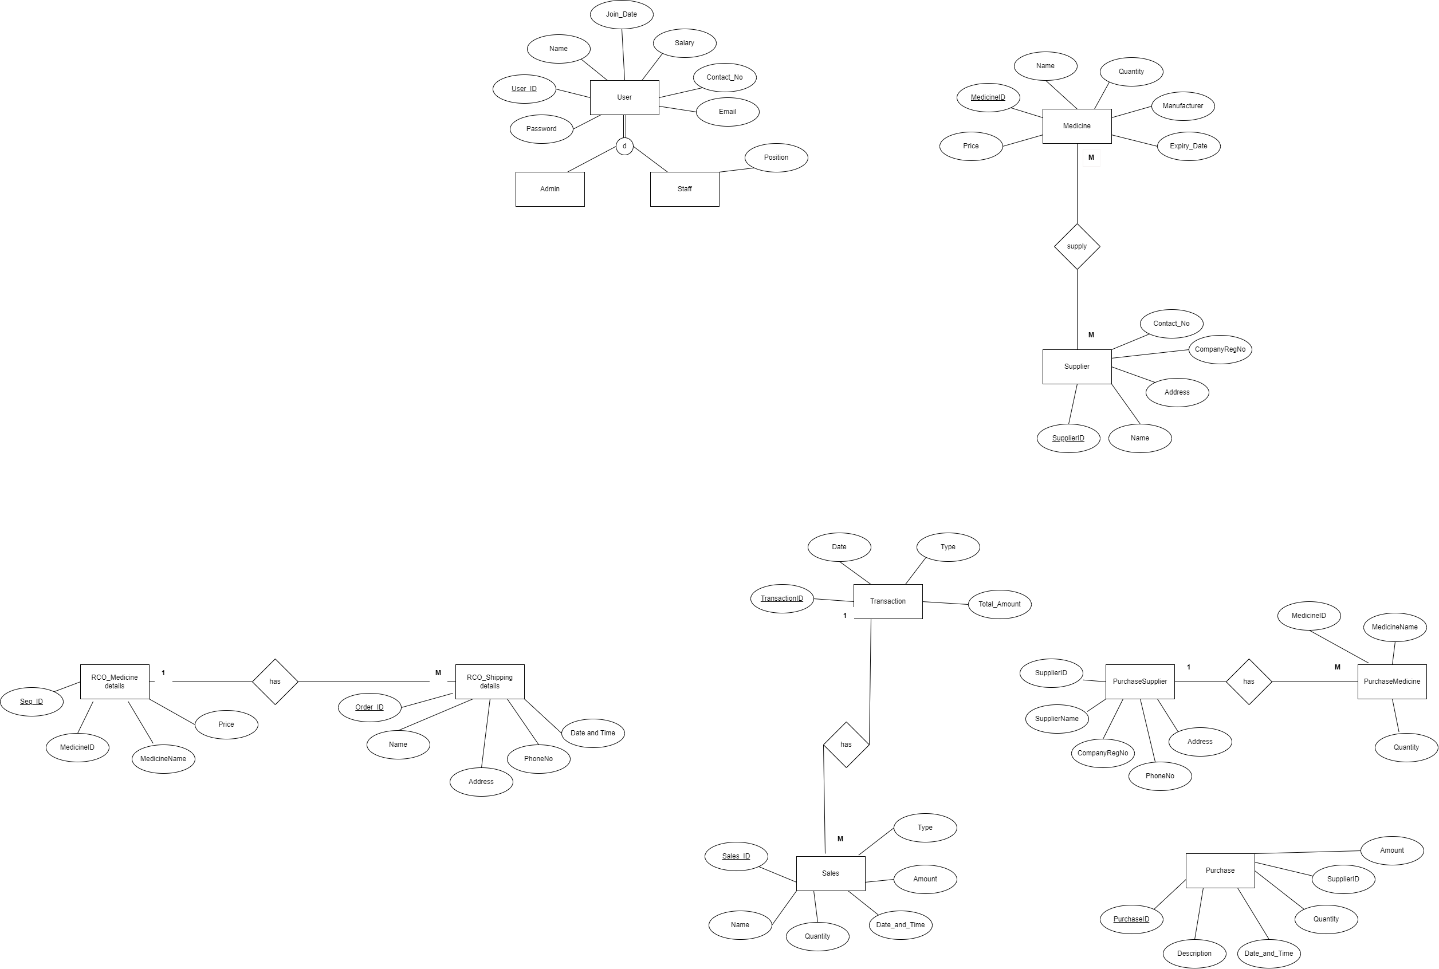 Join_Date
Name
Salary
Contact_No
User_ID
User
Email
Password
d
Position
Admin
Staff
Name
Quantity
MedicineID
Manufacturer
Medicine
Price
Expiry_Date
M
supply
Contact_No
M
CompanyRegNo
Supplier
Address
SupplierID
Name
Date
Type
TransactionID
Transaction
Total_Amount
1
has
M
Type
Sales_ID
Sales
Amount
Name
Quantity
Date_and_Time
RCO_Medicine
details
1
has
M
RCO_Shipping
details
Seq_ID
MedicineID
MedicineName
Price
Order_ID
Name
Address
PhoneNo
Date and Time
MedicineID
MedicineName
SupplierID
PurchaseSupplier
1
has
M
PurchaseMedicine
SupplierName
CompanyRegNo
PhoneNo
Address
Quantity
Amount
Purchase
SupplierID
PurchaseID
Quantity
Description
Date_and_Time